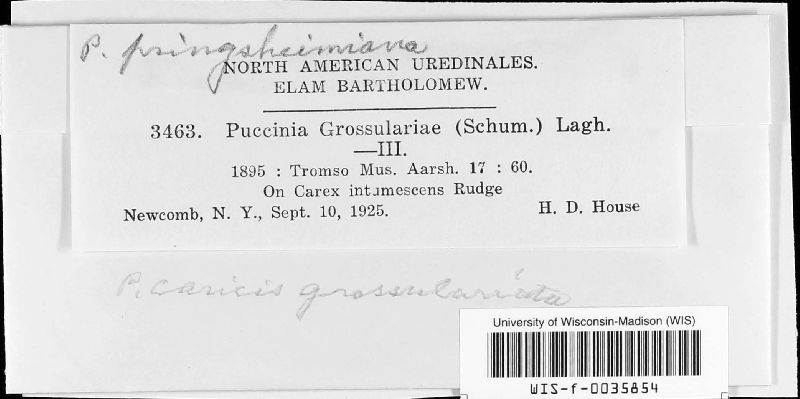 P. pringsheimiana
NORTH AMERICAN UREDINALES.
ELAM BARTHOLOMEW.
3463. Puccinia Grossulariae (Schum.) Lagh.
—III.
1895 : Tromso Mus. Aarsh. 17 : 60.
On Carex intumescens Rudge
Newcomb, N. Y., Sept. 10, 1925. H. D. House
P. caricis grossulariata
University of Wisconsin-Madison (WIS)
WIS-f-0035854